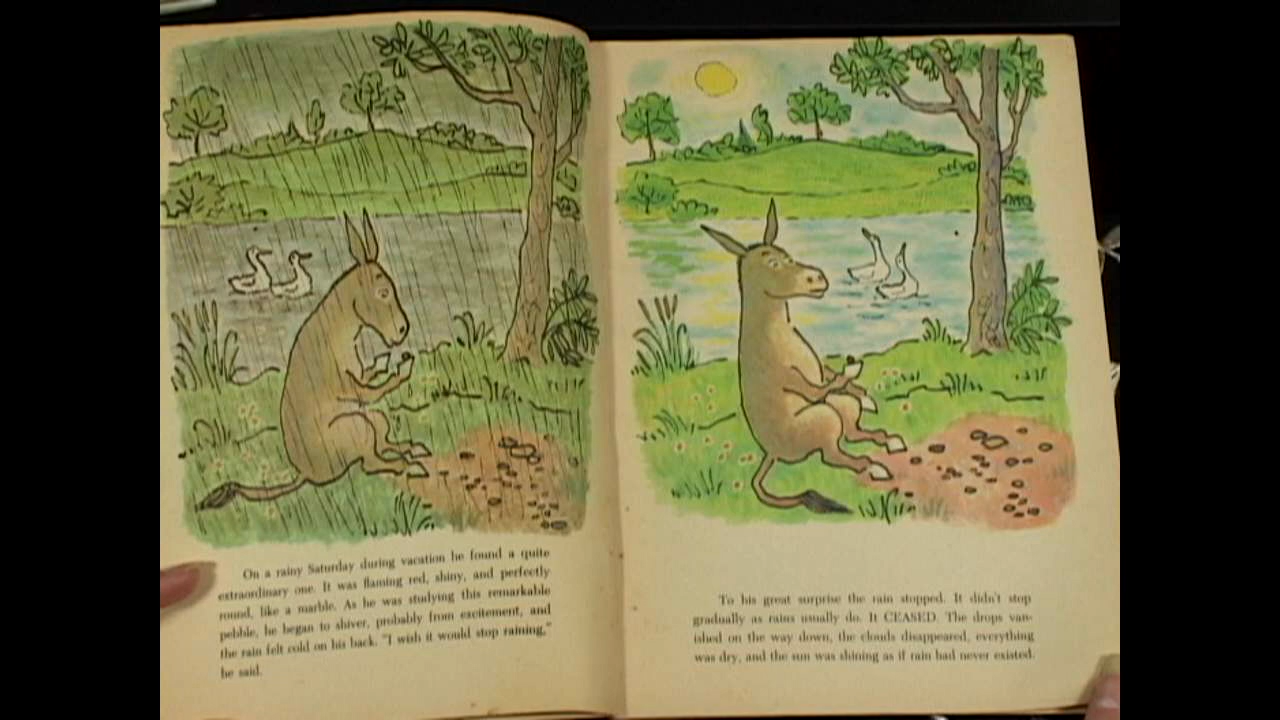 On a rainy Saturday during vacation he found a quite
extraordinary one. It was flaming red, shiny, and perfectly
round, like a marble. As he was studying this remarkable
pebble, he began to shiver, probably from excitement, and
the rain felt cold on his back. "I wish it would stop raining,"
he said.
To his great surprise the rain stopped. It didn't stop
gradually as rains usually do. It CEASED. The drops van-
ished on the way down, the clouds disappeared, everything
was dry, and the sun was shining as if rain had never existed.